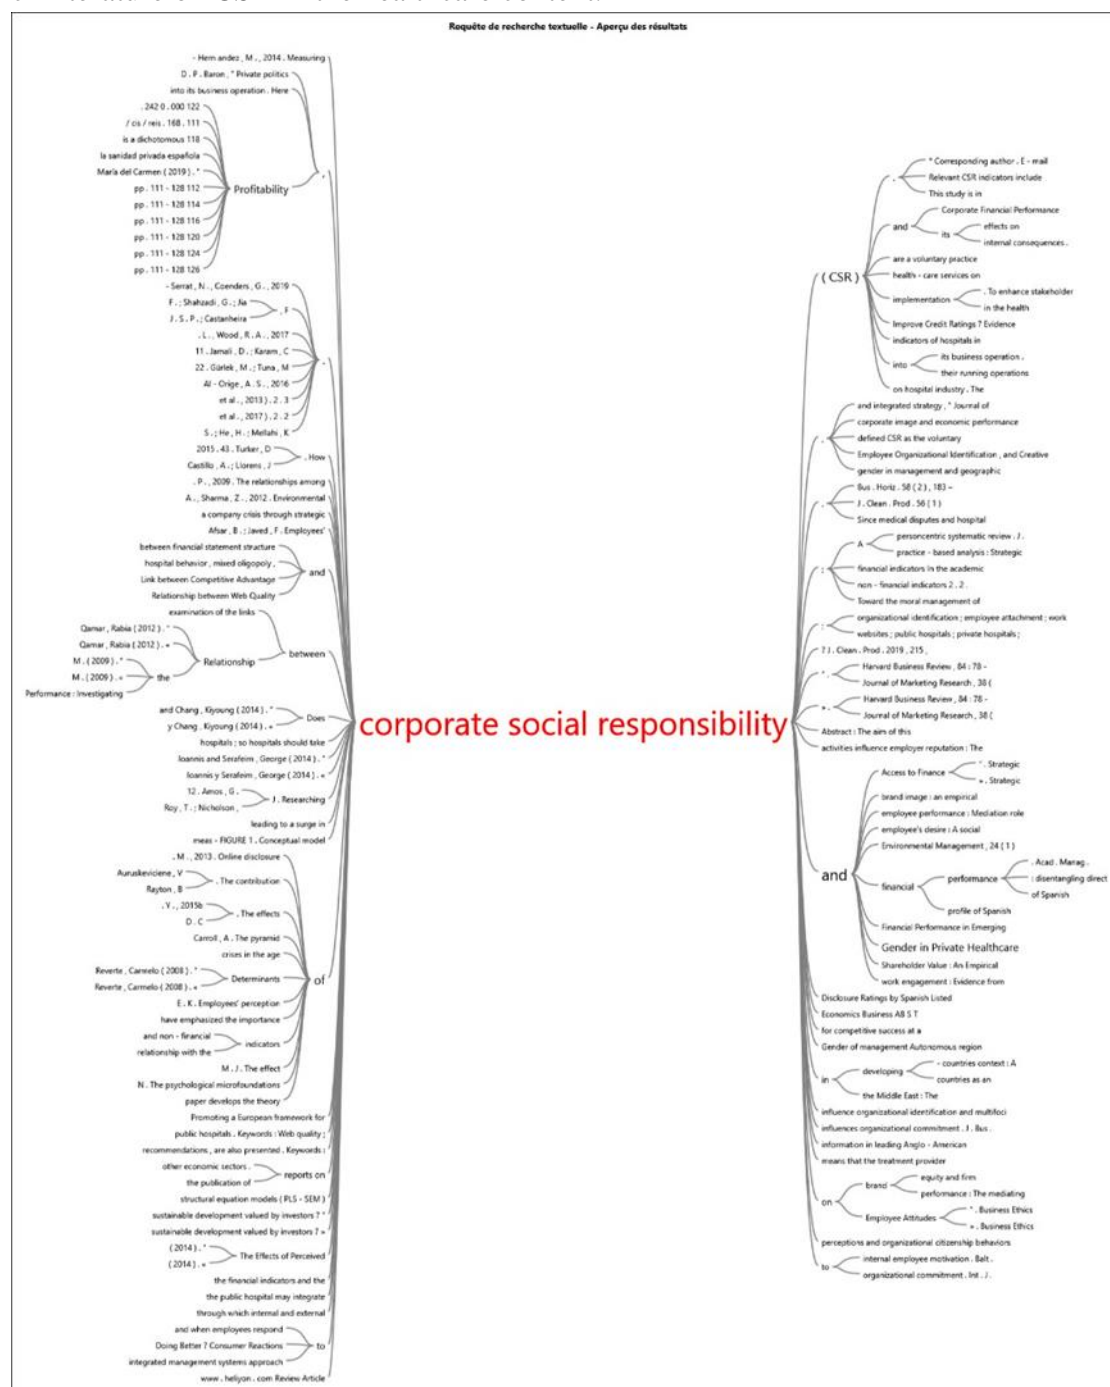 Requête de recherche textuelle - Aperçu des résultats
- Hern andez , M . , 2014 . Measuring
D . P . Baron , " Private politics
into its business operation . Here
. 242 0 . 000 122
/ cis / reis . 168 . 111
is a dichotomous 118
la sanidad privada española
María del Carmen ( 2019 ) . "
pp . 111 - 128 112
pp . 111 - 128 114
pp . 111 - 128 116
pp . 111 - 128 120
pp . 111 - 128 124
pp . 111 - 128 126
Profitability
,
- Serrat , N . , Coenders , G . , 2019
F . ; Shahzadi , G . ; Jia
J . S . P . ; Castanheira
, F
. L . , Wood , R . A . , 2017
11 . Jamali , D . ; Karam , C
22 . Gürlek , M . ; Tuna , M
Al - Orige , A . S . , 2016
et al . , 2013 ) . 2 . 3
et al . , 2017 ) . 2 . 2
S . ; He , H . ; Mellahi , K
.
2015 . 43 . Turker , D
Castillo , A . ; Llorens , J
. How
. P . , 2009 . The relationships among
A . , Sharma , Z . , 2012 . Environmental
a company crisis through strategic
Afsar , B . ; Javed , F . Employees'
between financial statement structure
hospital behavior , mixed oligopoly ,
Link between Competitive Advantage
Relationship between Web Quality
and
examination of the links
Qamar , Rabia ( 2012 ) . "
Qamar , Rabia ( 2012 ) . «
M . ( 2009 ) . "
M . ( 2009 ) . «
Performance : Investigating
the
Relationship
between
and Chang , Kiyoung ( 2014 ) . "
y Chang , Kiyoung ( 2014 ) . «
Does
hospitals ; so hospitals should take
Ioannis and Serafeim , George ( 2014 ) . "
Ioannis y Serafeim , George ( 2014 ) . «
12 . Amos , G .
Roy , T . ; Nicholson ,
J . Researching
leading to a surge in
meas - FIGURE 1 . Conceptual model
. M . , 2013 . Online disclosure
Auruskeviciene , V
Rayton , B
. The contribution
. V . , 2015b
D . C
. The effects
Carroll , A . The pyramid
crises in the age
Reverte , Carmelo ( 2008 ) . "
Reverte , Carmelo ( 2008 ) . «
Determinants
E . K . Employees' perception
have emphasized the importance
and non - financial
relationship with the
indicators
M . J . The effect
N . The psychological microfoundations
paper develops the theory
of
Promoting a European framework for
public hospitals . Keywords : Web quality ;
recommendations , are also presented . Keywords :
other economic sectors .
the publication of
reports on
structural equation models ( PLS - SEM )
sustainable development valued by investors ? "
sustainable development valued by investors ? »
( 2014 ) . "
( 2014 ) . «
The Effects of Perceived
the financial indicators and the
the public hospital may integrate
through which internal and external
and when employees respond
Doing Better ? Consumer Reactions
integrated management systems approach
to
www . heliyon . com Review Article
corporate social responsibility
( CSR )
.
* Corresponding author . E - mail
Relevant CSR indicators include
This study is in
and
Corporate Financial Performance
its
effects on
internal consequences .
are a voluntary practice
health - care services on
implementation
. To enhance stakeholder
in the health
Improve Credit Ratings ? Evidence
indicators of hospitals in
into
its business operation .
their running operations
on hospital industry . The
,
and integrated strategy , " Journal of
corporate image and economic performance
defined CSR as the voluntary
Employee Organizational Identification , and Creative
gender in management and geographic
.
Bus . Horiz . 58 ( 2 ) , 183 –
J . Clean . Prod . 56 ( 1 )
Since medical disputes and hospital
:
A
personcentric systematic review . J .
practice - based analysis : Strategic
financial indicators In the academic
non - financial indicators 2 . 2 .
Toward the moral management of
;
organizational identification ; employee attachment ; work
websites ; public hospitals ; private hospitals ;
? J . Clean . Prod . 2019 , 215 ,
" .
Harvard Business Review , 84 : 78 -
Journal of Marketing Research , 38 (
» .
Harvard Business Review , 84 : 78 -
Journal of Marketing Research , 38 (
Abstract : The aim of this
activities influence employer reputation : The
and
Access to Finance
" . Strategic
» . Strategic
brand image : an empirical
employee performance : Mediation role
employee's desire : A social
Environmental Management , 24 ( 1 )
financial
performance
. Acad . Manag .
: disentangling direct
of Spanish
profile of Spanish
Financial Performance in Emerging
Gender in Private Healthcare
Shareholder Value : An Empirical
work engagement : Evidence from
Disclosure Ratings by Spanish Listed
Economics Business AB S T
for competitive success at a
Gender of management Autonomous region
in
developing
- countries context : A
countries as an
the Middle East : The
influence organizational identification and multifoci
influences organizational commitment . J . Bus .
information in leading Anglo - American
means that the treatment provider
on
brand
equity and firm
performance : The mediating
Employee Attitudes
" . Business Ethics
» . Business Ethics
perceptions and organizational citizenship behaviors
to
internal employee motivation . Balt .
organizational commitment . Int . J .